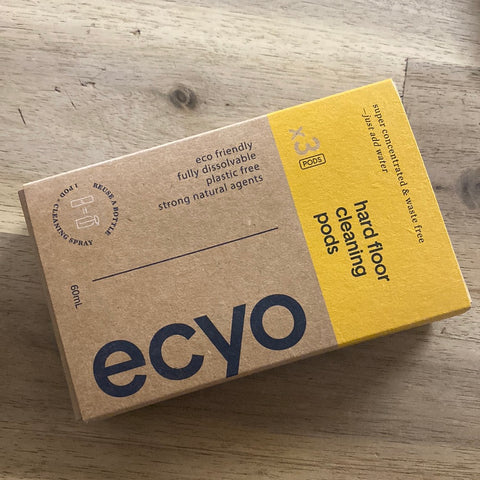 eco friendly
fully dissolvable
plastic free
strong natural agents
REUSE A BOTTLE
1 POD = CLEANING SPRAY
60mL
ecyo
super concentrated & waste free
—just add water
x3
PODS
hard floor
cleaning
pods